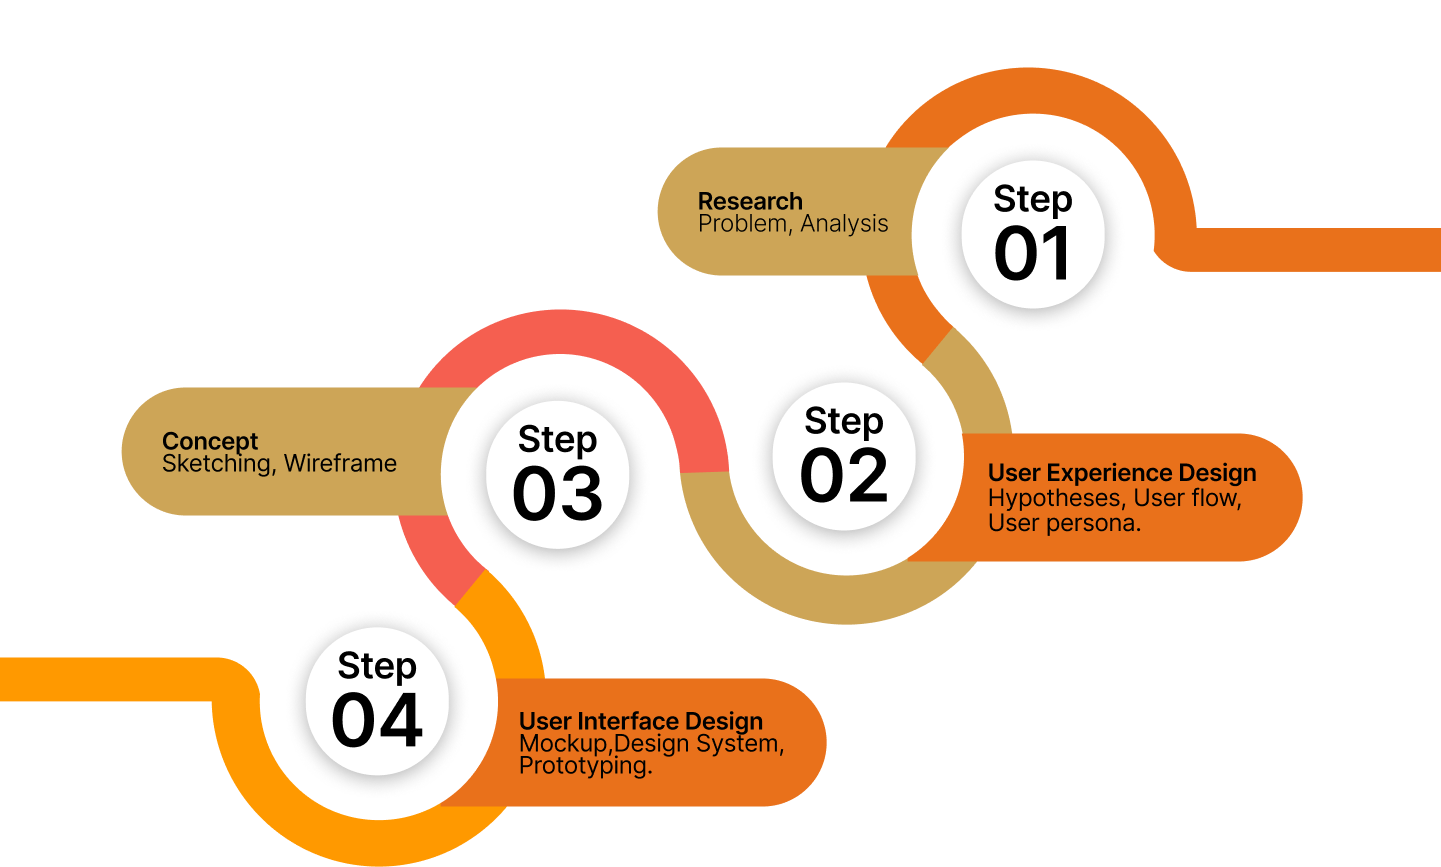 Step
01
Research
Problem, Analysis
Step
02
User Experience Design
Hypotheses, User flow,
User persona.
Step
03
Concept
Sketching, Wireframe
Step
04
User Interface Design
Mockup,Design System,
Prototyping.